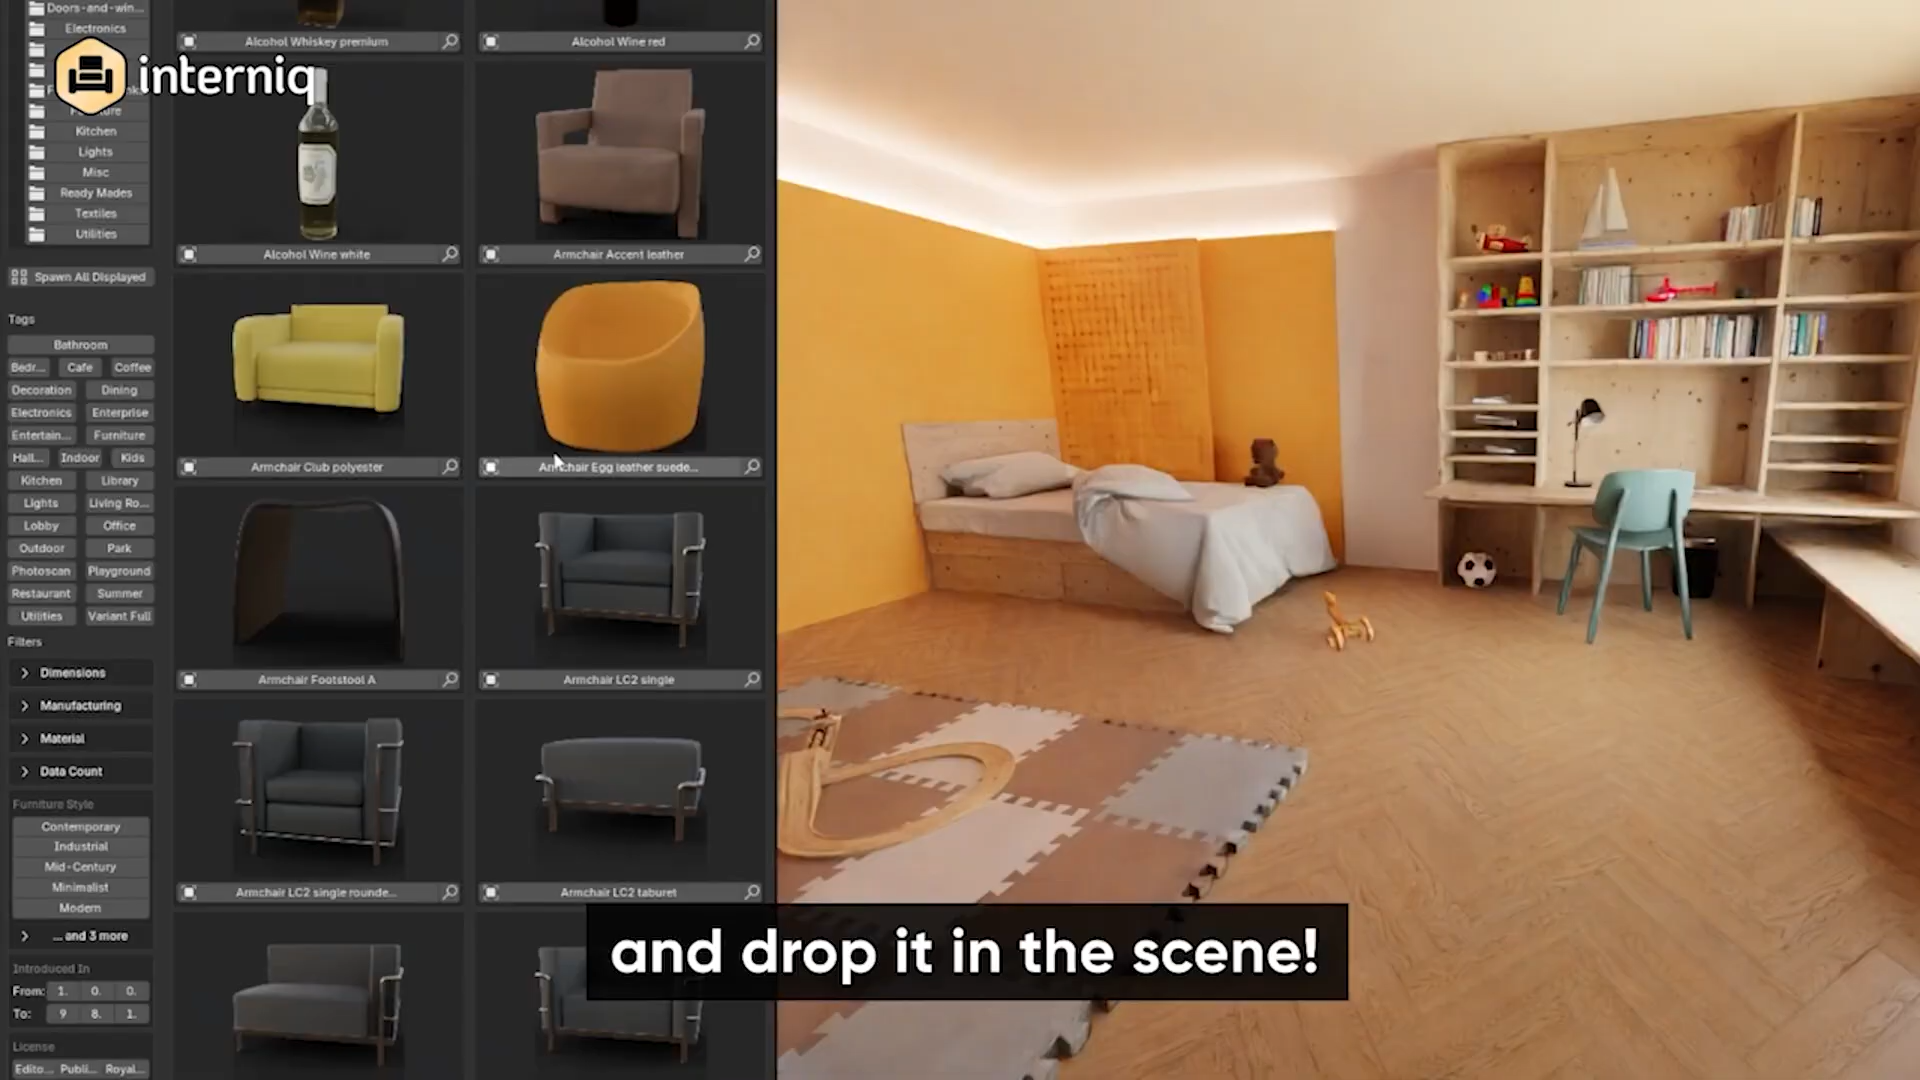 Doors-and-win...
Electronics
interniq
Kitchen
Lights
Misc
Ready Mades
Textiles
Utilities
Spawn All Displayed
Tags
Bathroom
Bedr... Cafe Coffee
Decoration Dining
Electronics Enterprise
Entertain... Furniture
Hall... Indoor Kids
Kitchen Library
Lights Living Ro...
Lobby Office
Outdoor Park
Photoscan Playground
Restaurant Summer
Utilities Variant Full
Filters
Dimensions
Manufacturing
Material
Data Count
Furniture Style
Contemporary
Industrial
Mid-Century
Minimalist
Modern
... and 3 more
Introduced In
From: 1. 0. 0.
To: 9 8. 1.
License
Edito... Publi... Royal...
Alcohol Whiskey premium
Alcohol Wine red
Alcohol Wine white
Armchair Accent leather
Armchair Club polyester
Armchair Egg leather suede...
Armchair Footstool A
Armchair LC2 single
Armchair LC2 single rounde...
Armchair LC2 taburet
and drop it in the scene!